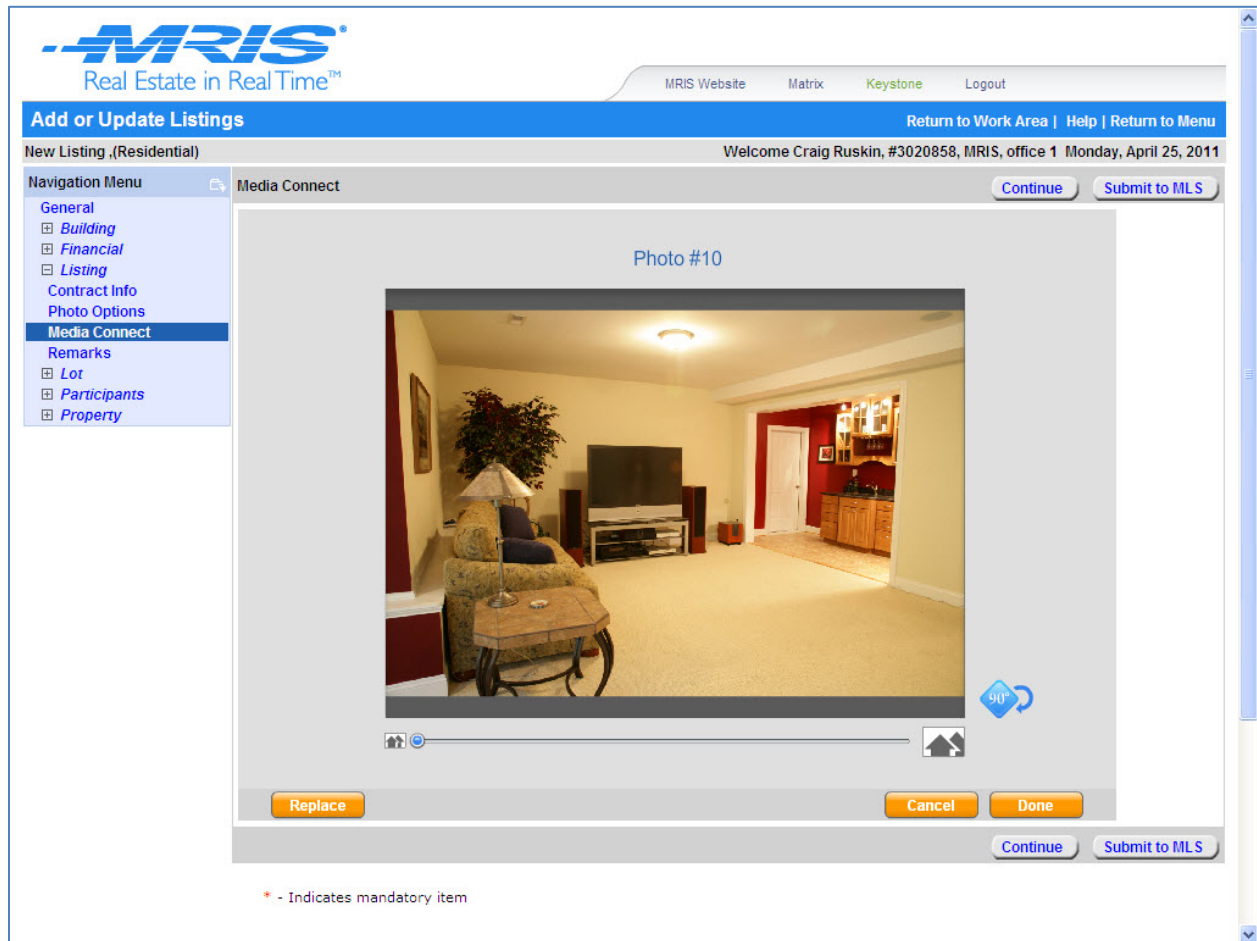 MRIS®
Real Estate in Real Time™
MRIS Website Matrix Keystone Logout
Add or Update Listings
Return to Work Area | Help | Return to Menu
New Listing ,(Residential)
Welcome Craig Ruskin, #3020858, MRIS, office 1 Monday, April 25, 2011
Navigation Menu
General
Building
Financial
Listing
Contract Info
Photo Options
Media Connect
Remarks
Lot
Participants
Property
Media Connect
Continue
Submit to MLS
Photo #10
90°
Replace
Cancel
Done
Continue
Submit to MLS
* - Indicates mandatory item